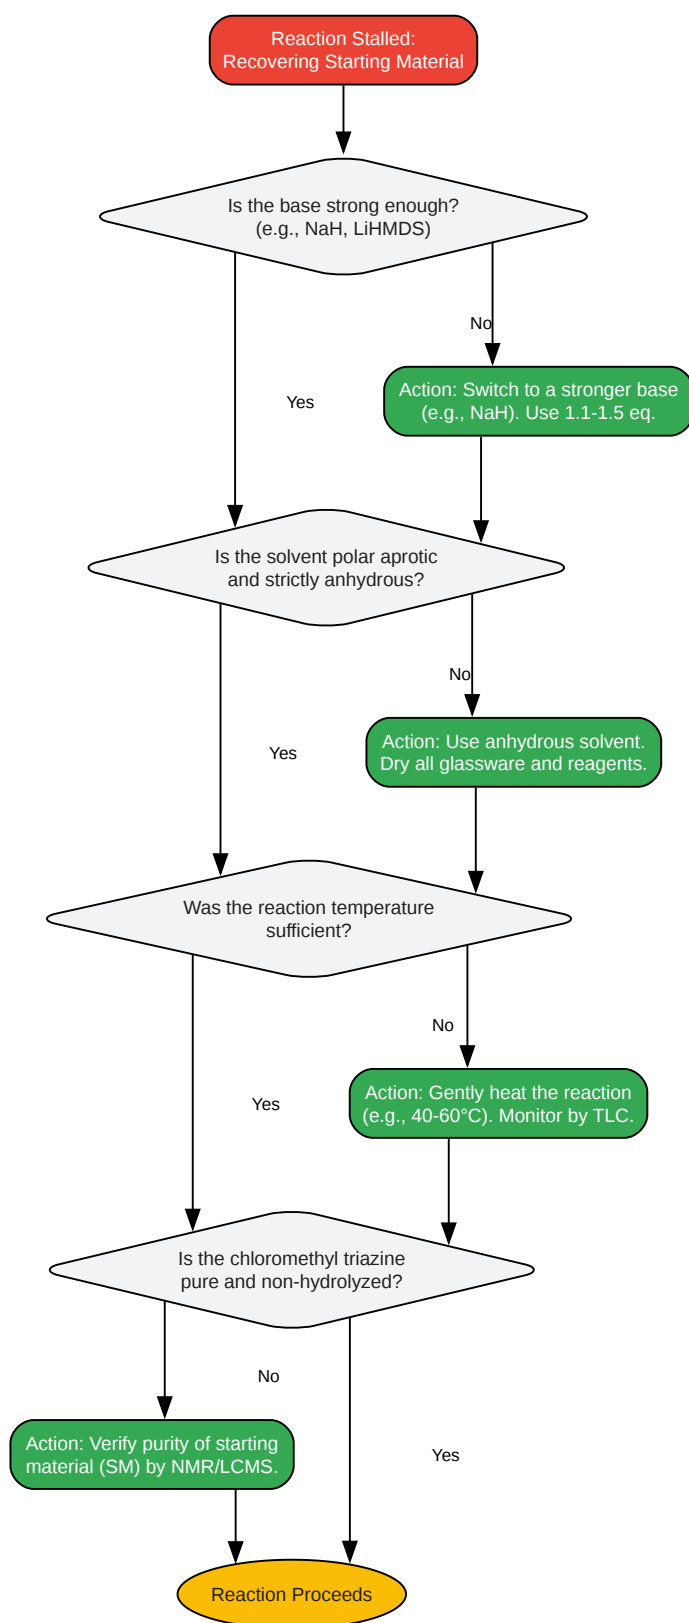 Reaction Stalled:
Recovering Starting Material
Is the base strong enough?
(e.g., NaH, LiHMDS)
No
Action: Switch to a stronger base
(e.g., NaH). Use 1.1-1.5 eq.
Yes
Is the solvent polar aprotic
and strictly anhydrous?
No
Action: Use anhydrous solvent.
Dry all glassware and reagents.
Yes
Was the reaction temperature
sufficient?
No
Action: Gently heat the reaction
(e.g., 40-60°C). Monitor by TLC.
Yes
Is the chloromethyl triazine
pure and non-hydrolyzed?
No
Action: Verify purity of starting
material (SM) by NMR/LCMS.
Yes
Reaction Proceeds